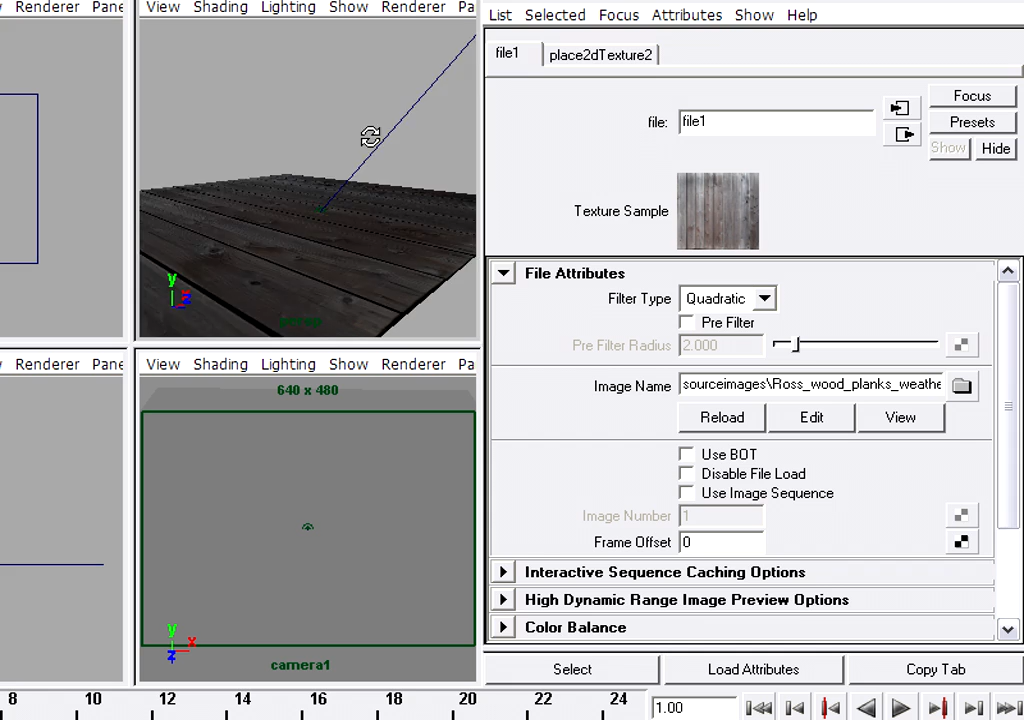 View Shading Lighting Show Renderer Pa
List Selected Focus Attributes Show Help
file1 place2dTexture2
file: file1
Focus
Presets
Show Hide
Texture Sample
y
z
persp
File Attributes
Filter Type Quadratic
Pre Filter
Pre Filter Radius 2.000
Renderer Pane
View Shading Lighting Show Renderer Pa
Image Name sourceimages\Ross_wood_planks_weathe
Reload Edit View
640 x 480
Use BOT
Disable File Load
Use Image Sequence
Image Number 1
Frame Offset 0
Interactive Sequence Caching Options
High Dynamic Range Image Preview Options
Color Balance
y
x
z
camera1
Select Load Attributes Copy Tab
8 10 12 14 16 18 20 22 24
1.00